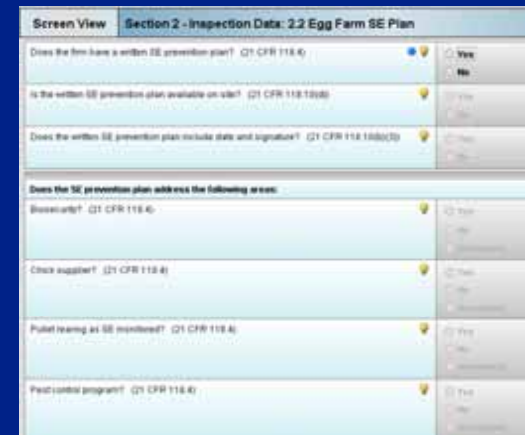 Screen View Section 2 - Inspection Data: 2.2 Egg Farm SE Plan
Does the firm have a written SE prevention plan? (21 CFR 118.4) Yes
No
Is the written SE prevention plan available on site? (21 CFR 118.10(d)) Yes
No
Does the written SE prevention plan include date and signature? (21 CFR 118.10(b)(3)) Yes
No
Does the SE prevention plan address the following areas:
Biosecurity? (21 CFR 118.4) Yes
No
Chick supplier? (21 CFR 118.4) Yes
No
Pullet rearing as SE monitored? (21 CFR 118.4) Yes
No
Pest control program? (21 CFR 118.4) Yes
No